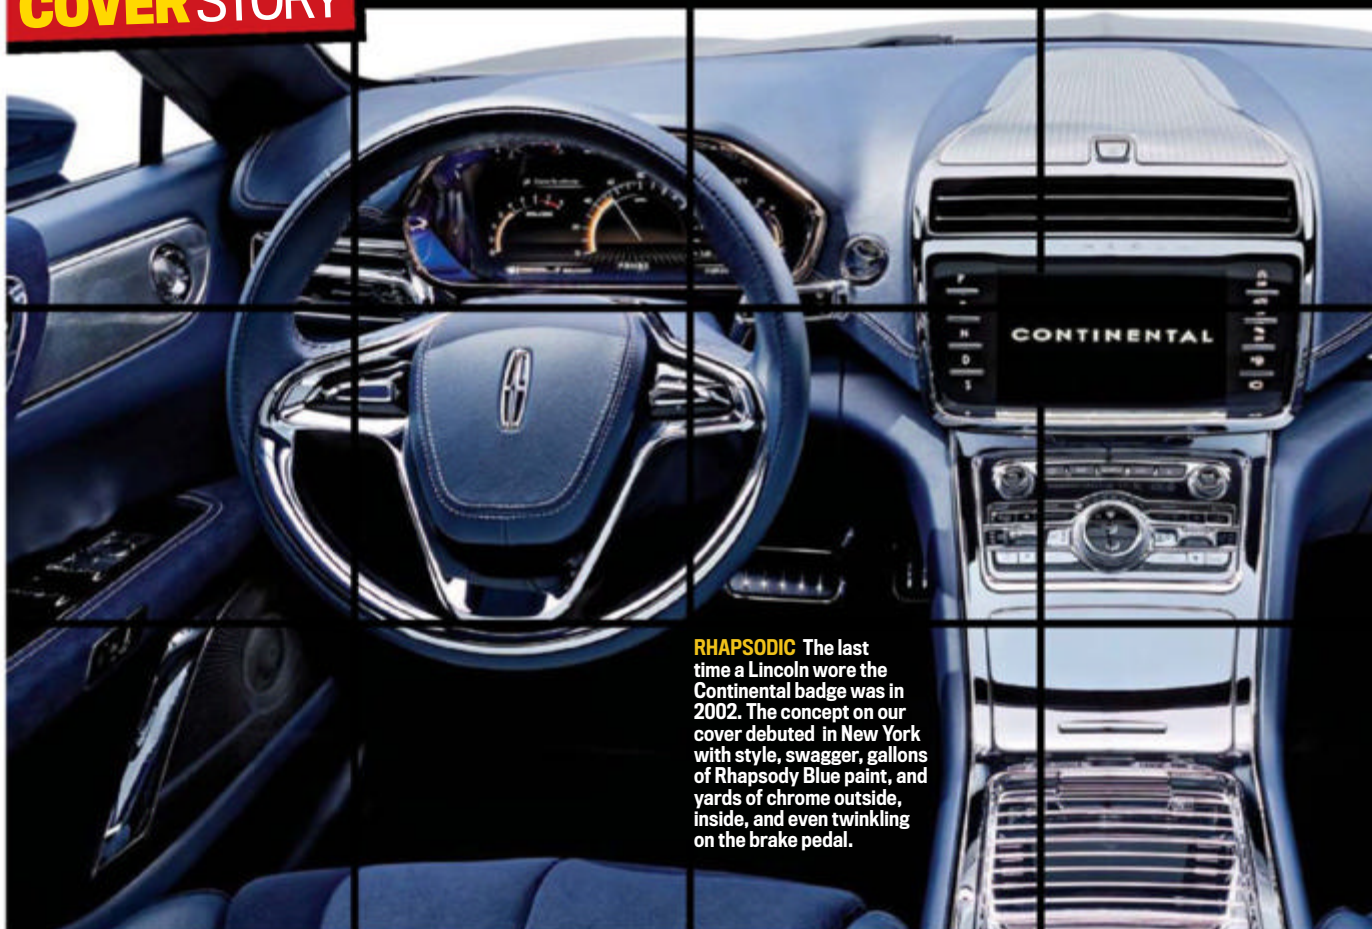 COVER STORY
P
N
CONTINENTAL
D
S
RHAPSODIC The last
time a Lincoln wore the
Continental badge was in
2002. The concept on our
cover debuted in New York
with style, swagger, gallons
of Rhapsody Blue paint, and
yards of chrome outside,
inside, and even twinkling
on the brake pedal.